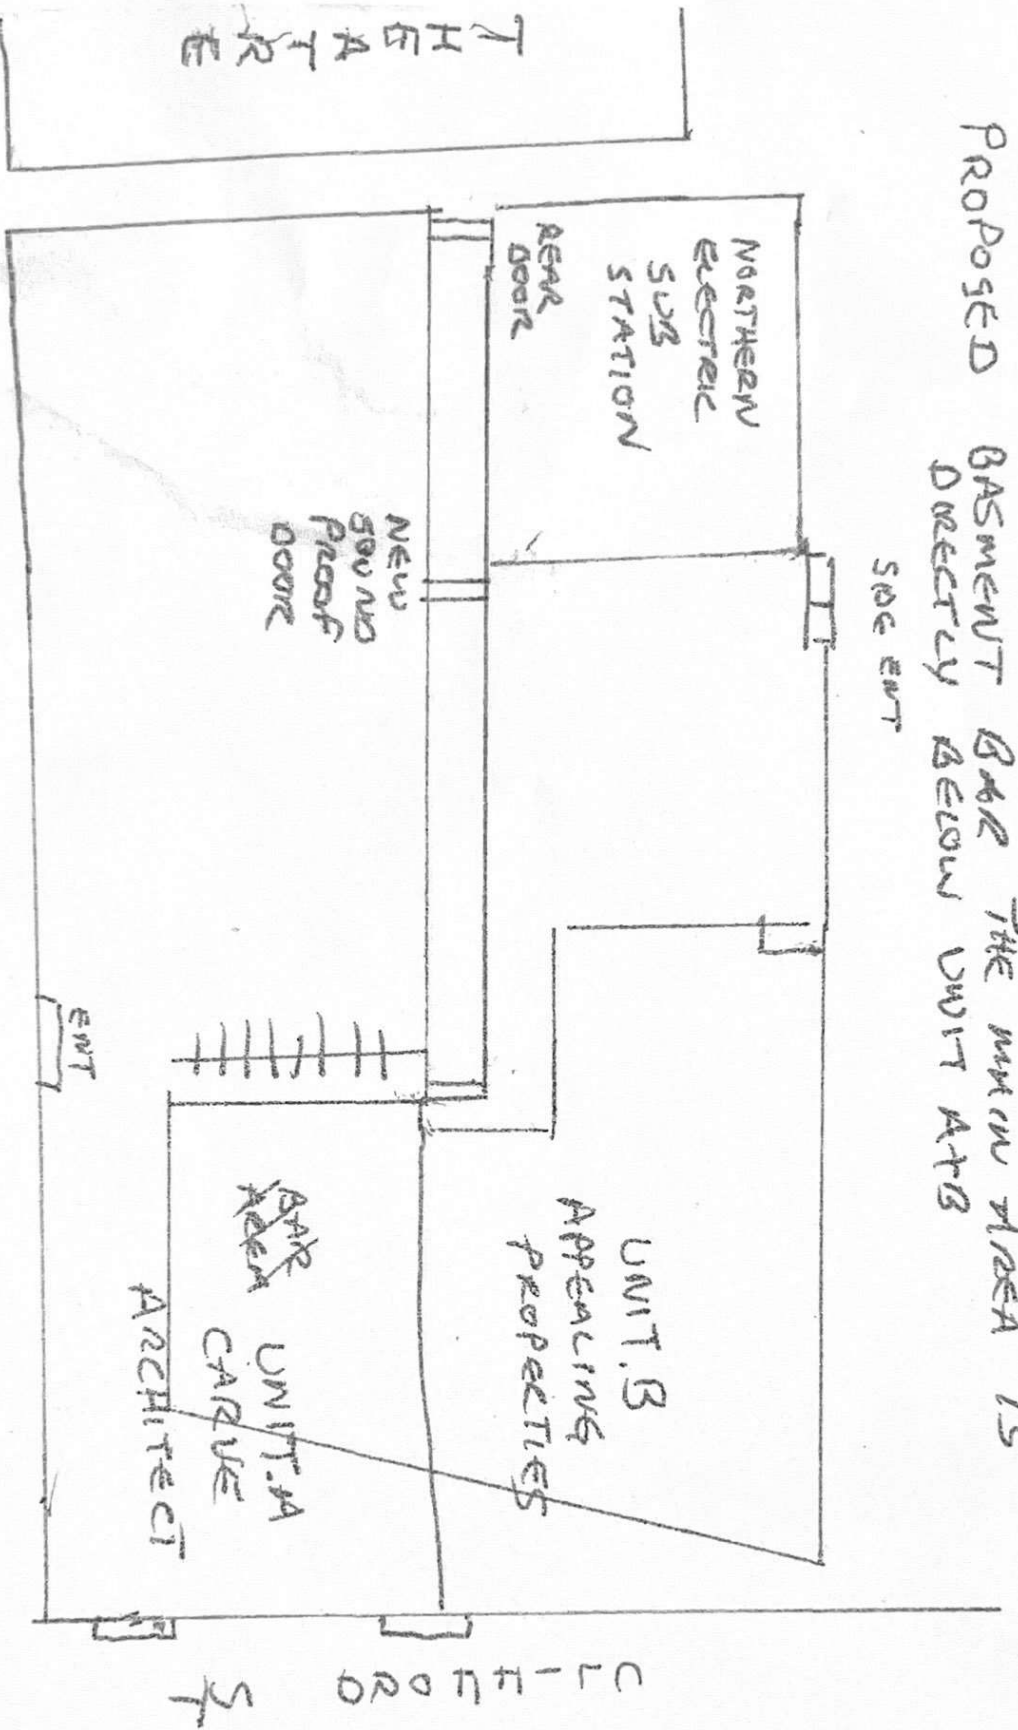 PROPOSED BASMENT BAR THE MAIN AREA IS
DIRECTLY BELOW UNIT A+B
SIDE ENT
NORTHERN
ELECTRIC
SUB
STATION
REAR
DOOR
THEATRE
NEW
SOUND
PROOF
DOOR
ENT
UNIT.B
APPEALING
PROPERTIES
BAR
AREA
UNIT.A
CARVE
ARCHITECT
CLIFFORD
ST